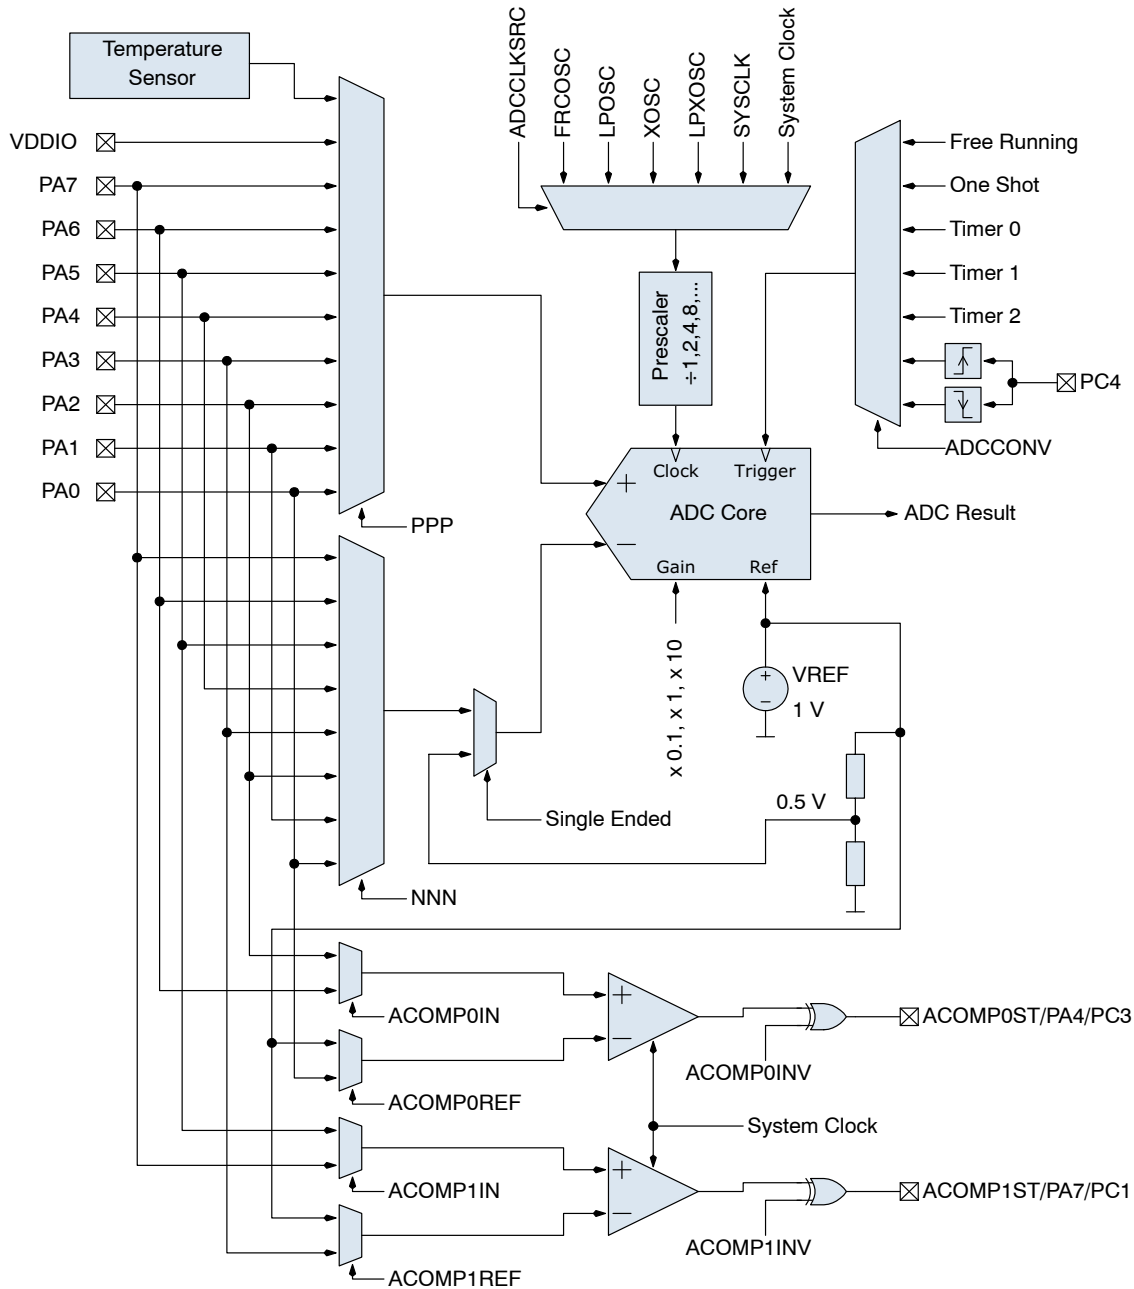 Temperature
Sensor
VDDIO
PA7
PA6
PA5
PA4
PA3
PA2
PA1
PA0
PPP
NNN
ADCCLKSRC
FRCOSC
LPOSC
XOSC
LPXOSC
SYSCLK
System Clock
Prescaler
÷1,2,4,8,...
Free Running
One Shot
Timer 0
Timer 1
Timer 2
PC4
ADCCONV
Clock
Trigger
+
ADC Core
−
Gain
Ref
ADC Result
x 0.1, x 1, x 10
+
VREF
−
1 V
0.5 V
Single Ended
ACOMP0IN
ACOMP0REF
+
−
ACOMP0INV
ACOMP0ST/PA4/PC3
System Clock
ACOMP1IN
ACOMP1REF
+
−
ACOMP1INV
ACOMP1ST/PA7/PC1